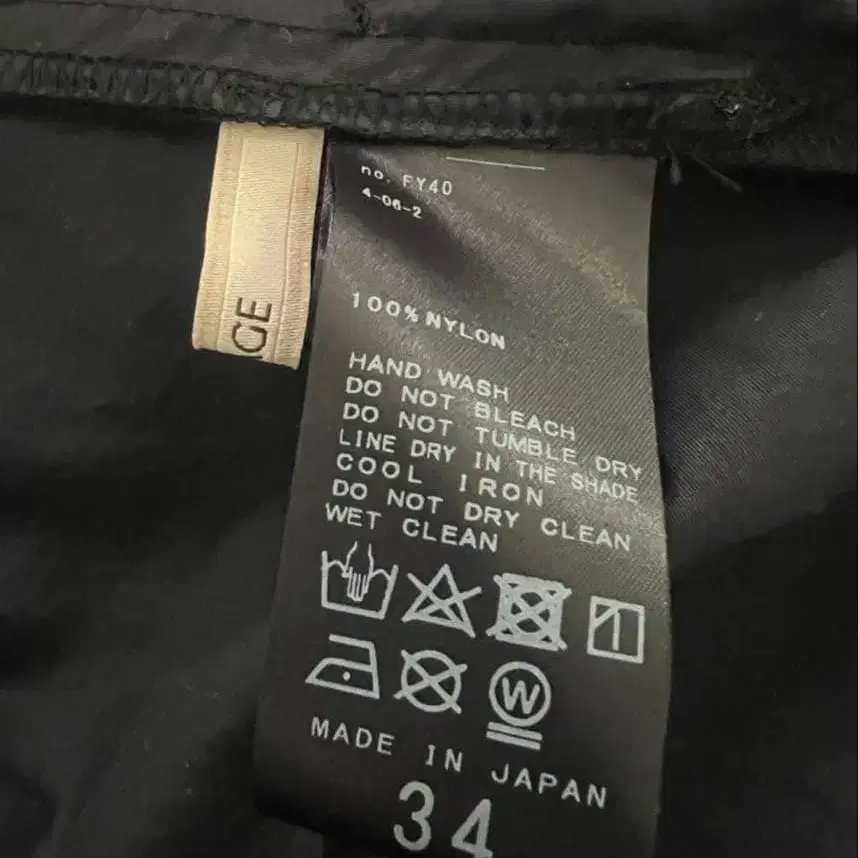 no. FY40
4-06-2
100% NYLON
HAND WASH
DO NOT BLEACH
DO NOT TUMBLE DRY
LINE DRY IN THE SHADE
COOL IRON
DO NOT DRY CLEAN
WET CLEAN
W
MADE IN JAPAN
34
GE